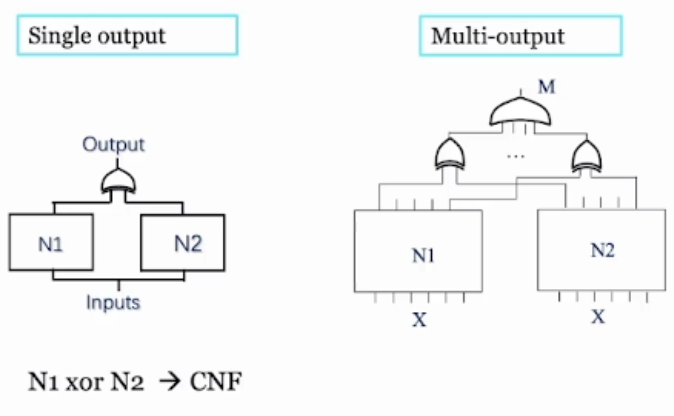 Single output
Multi-output
Output
N1
N2
Inputs
N1 xor N2 → CNF
M
...
N1
N2
X
X